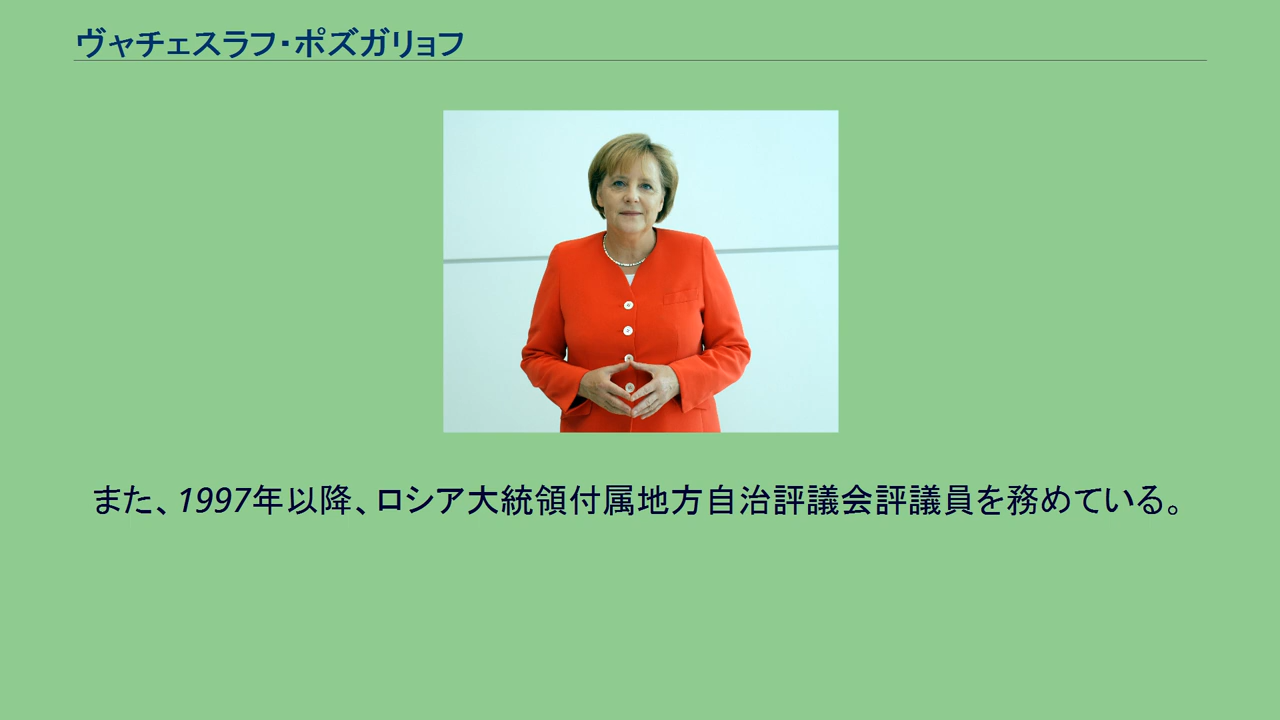 ヴャチェスラフ・ポズガリョフ
また、1997年以降、ロシア大統領付属地方自治評議会評議員を務めている。